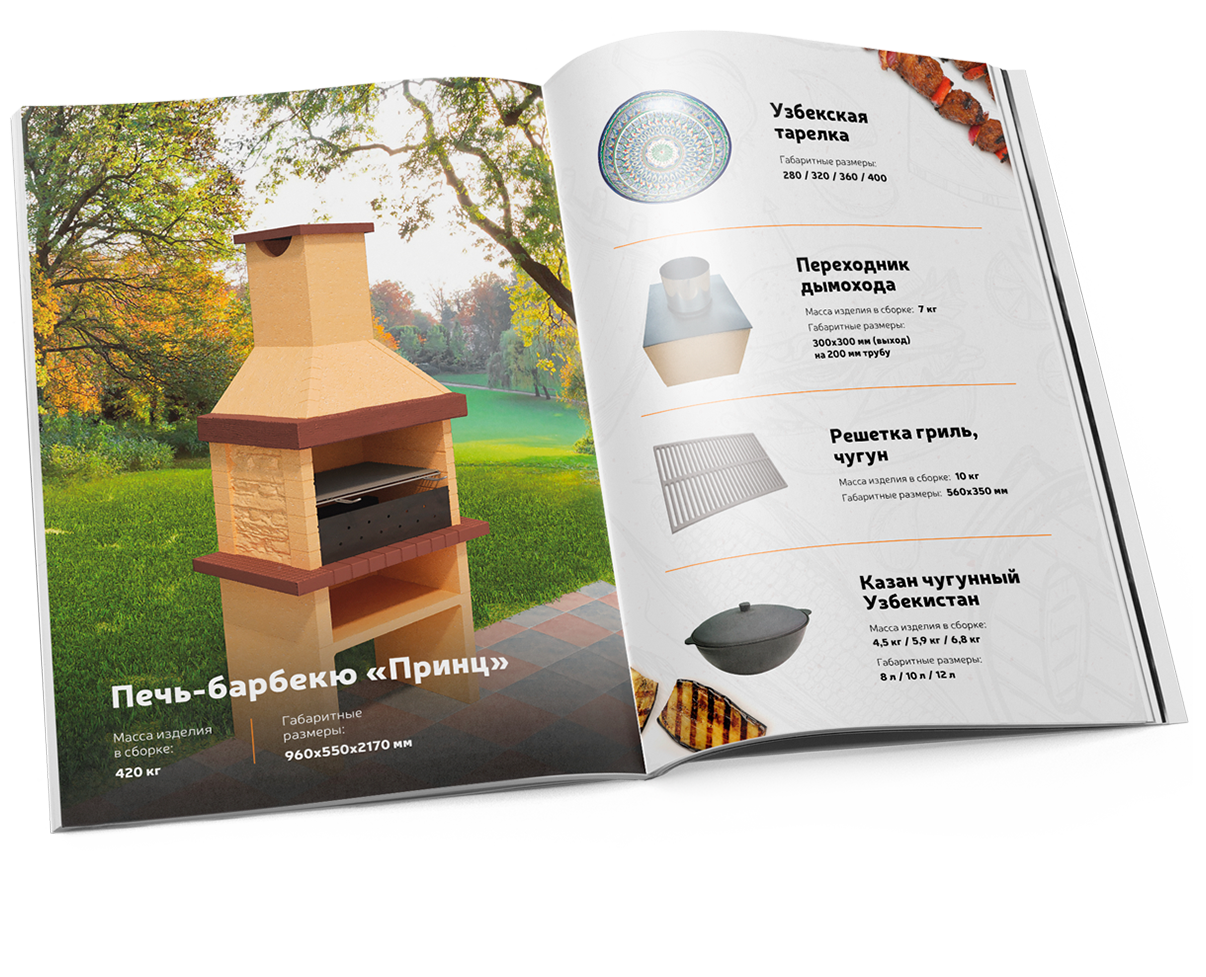 Печь-барбекю «Принц»
Масса изделия
в сборке:
420 кг
Габаритные
размеры:
960х550х2170 мм
Узбекская
тарелка
Габаритные размеры:
280 / 320 / 360 / 400
Переходник
дымохода
Масса изделия в сборке: 7 кг
Габаритные размеры:
300х300 мм (выход)
на 200 мм трубу
Решетка гриль,
чугун
Масса изделия в сборке: 10 кг
Габаритные размеры: 560х350 мм
Казан чугунный
Узбекистан
Масса изделия в сборке:
4,5 кг / 5,9 кг / 6,8 кг
Габаритные размеры:
8 л / 10 л / 12 л